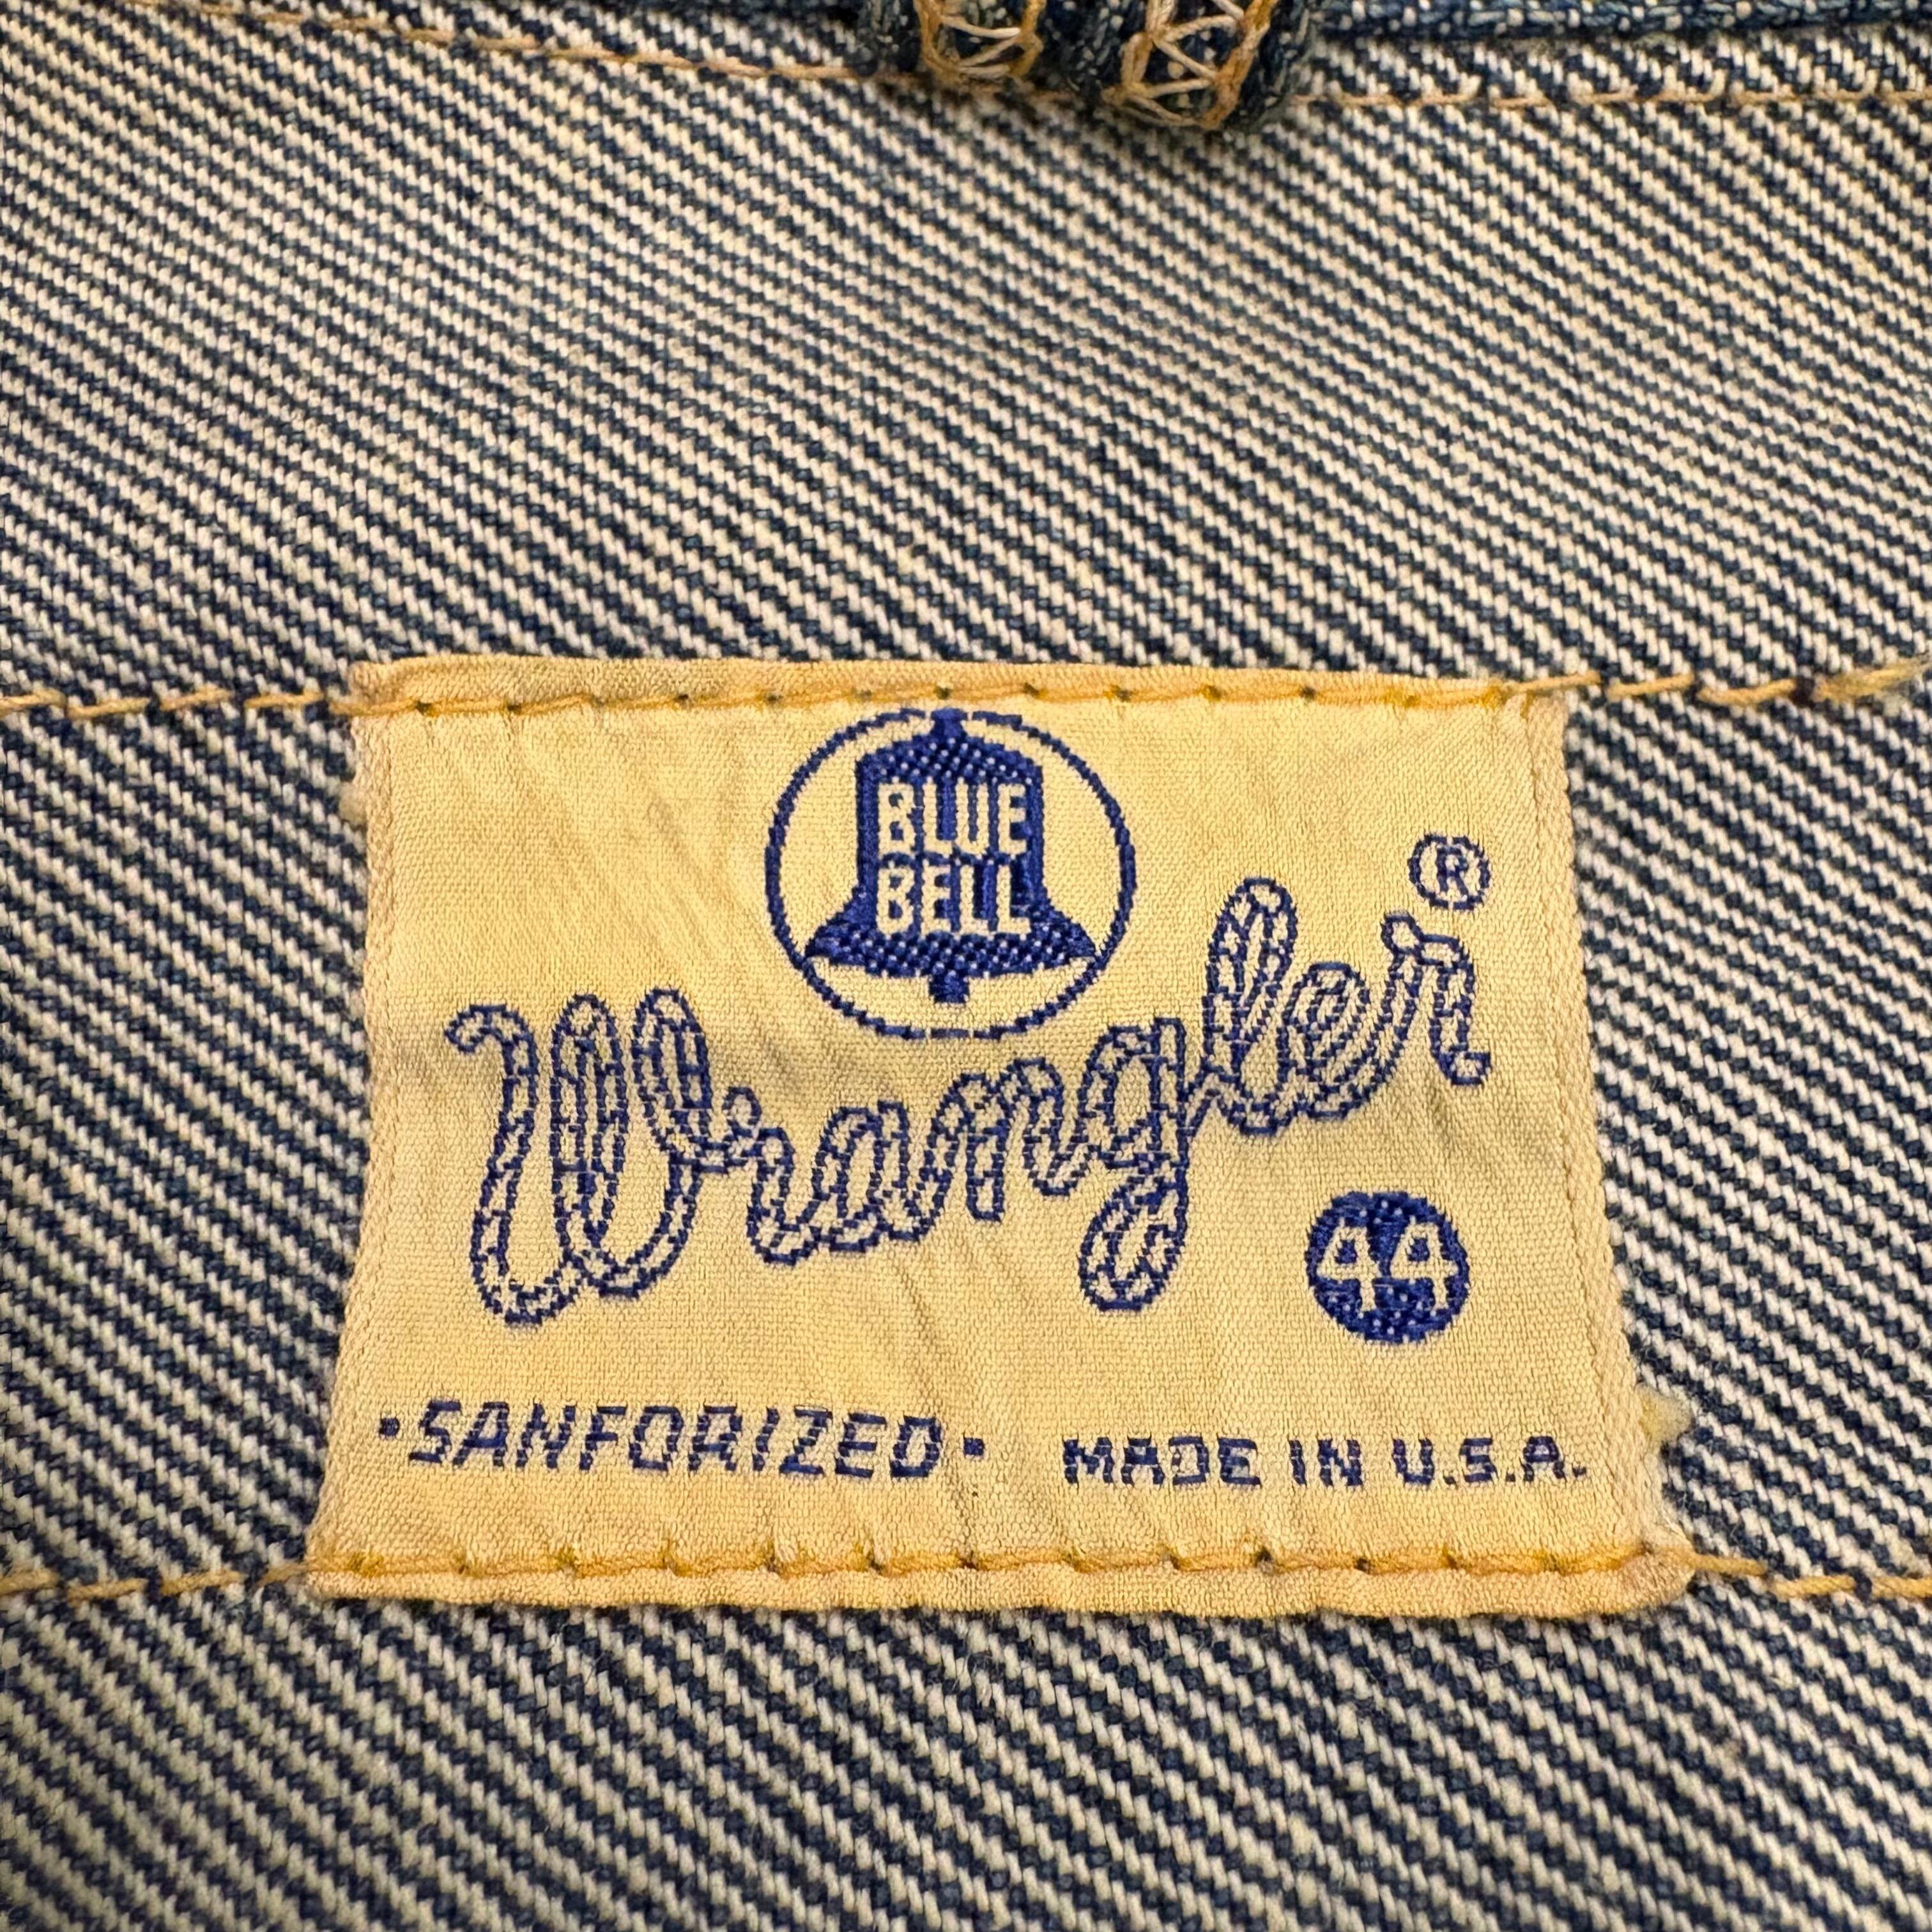 BLUE
BELL
Wrangler®
44
·SANFORIZED· MADE IN U.S.A.